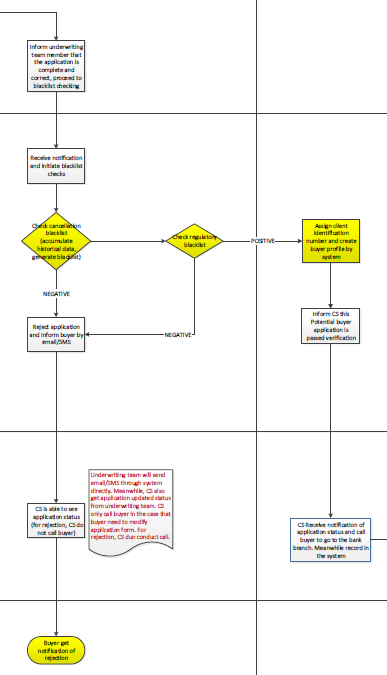 Inform underwriting
team member that
the application is
complete and
correct, proceed to
blacklist checking
Receive notification
and initiate blacklist
checks
Check cancellation
blacklist
(accumulate
historical data,
generate blacklist)
Check regulatory
blacklist
POSITIVE
Assign client
identification
number and create
buyer profile by
system
NEGATIVE
Inform CS this
Potential buyer
application is
passed verification
Reject application
and inform buyer by
email/SMS
NEGATIVE
Underwriting team will send
email/SMS through system
directly. Meanwhile, CS also
get application updated status
from underwriting team. CS
only call buyer in the case that
buyer need to modify
application form. For
rejection, CS dun conduct call.
CS is able to see
application status
(for rejection, CS do
not call buyer)
CS Receive notification of
application status and call
buyer to go to the bank
branch. Meanwhile record in
the system
Buyer get
notification of
rejection